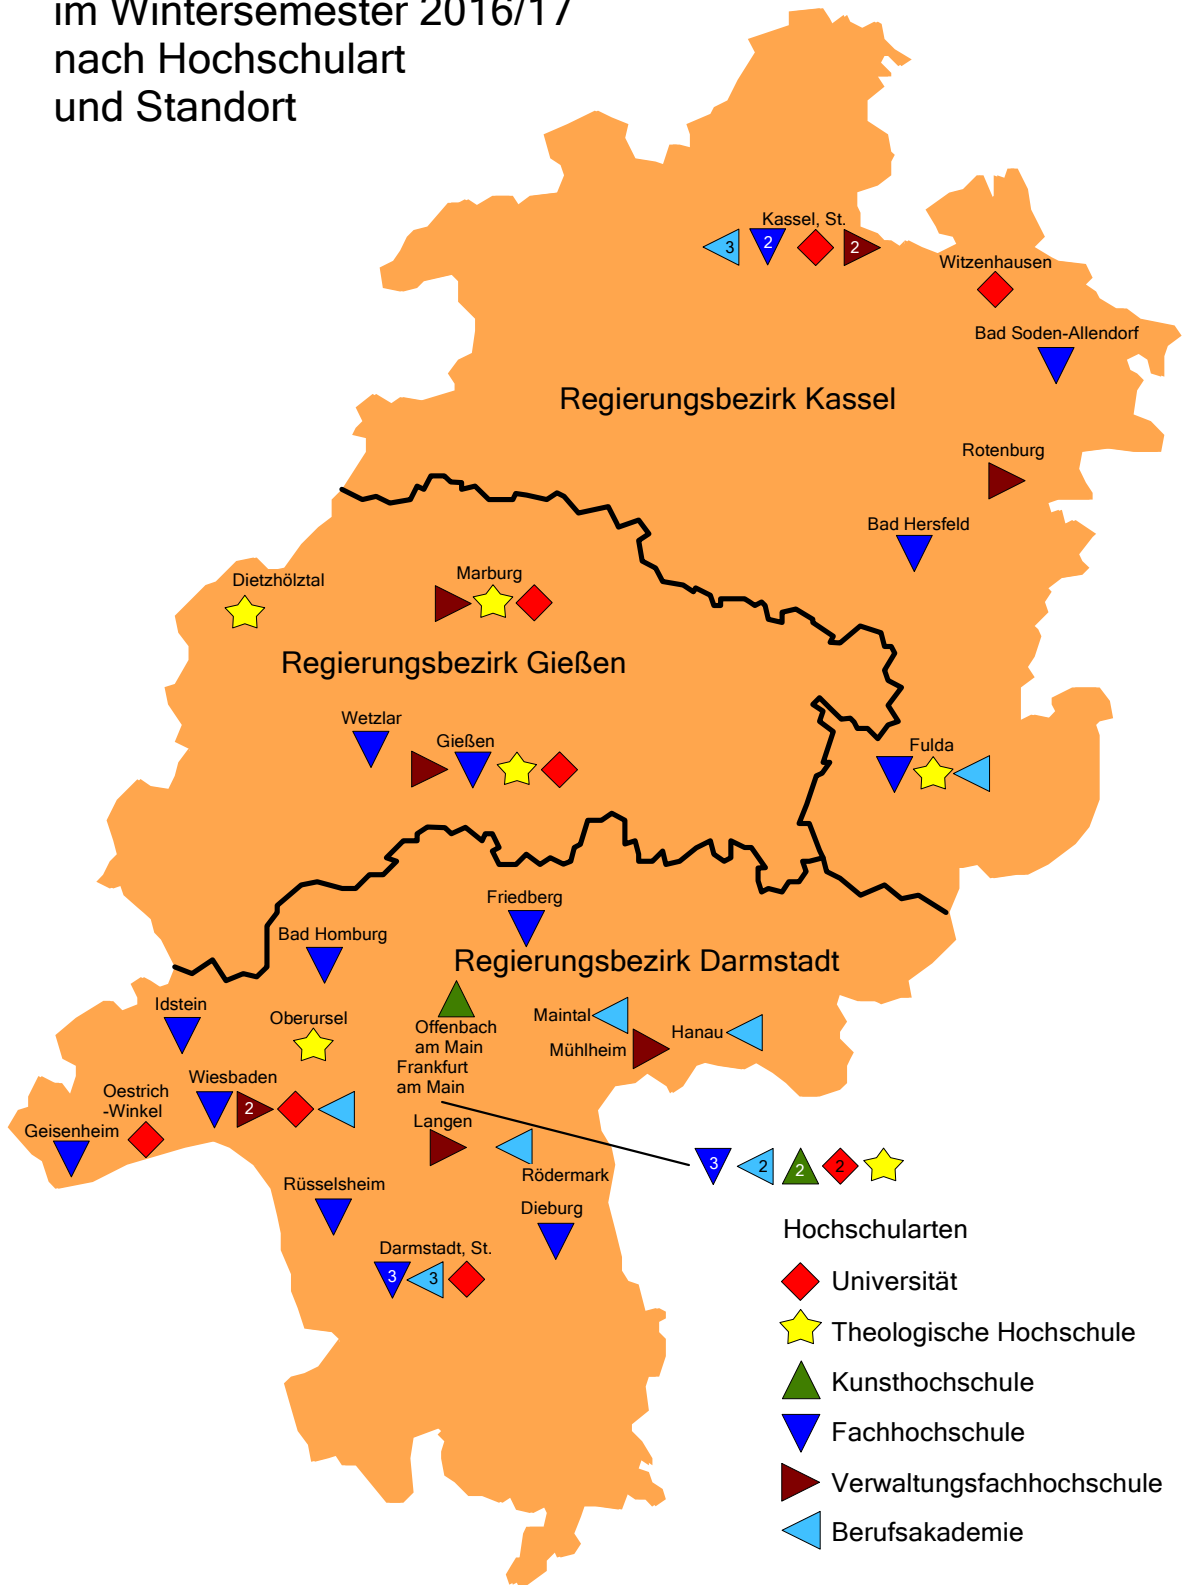 im Wintersemester 2016/17
nach Hochschulart
und Standort
Kassel, St.
3
2
2
Witzenhausen
Bad Soden-Allendorf
Regierungsbezirk Kassel
Rotenburg
Bad Hersfeld
Dietzhölztal
Marburg
Regierungsbezirk Gießen
Wetzlar
Gießen
Fulda
Friedberg
Bad Homburg
Regierungsbezirk Darmstadt
Idstein
Oberursel
Offenbach
am Main
Maintal
Hanau
Mühlheim
Frankfurt
am Main
Wiesbaden
2
Oestrich
-Winkel
Geisenheim
Langen
Rödermark
3
2
2
2
Rüsselsheim
Dieburg
Darmstadt, St.
3
3
Hochschularten
Universität
Theologische Hochschule
Kunsthochschule
Fachhochschule
Verwaltungsfachhochschule
Berufsakademie